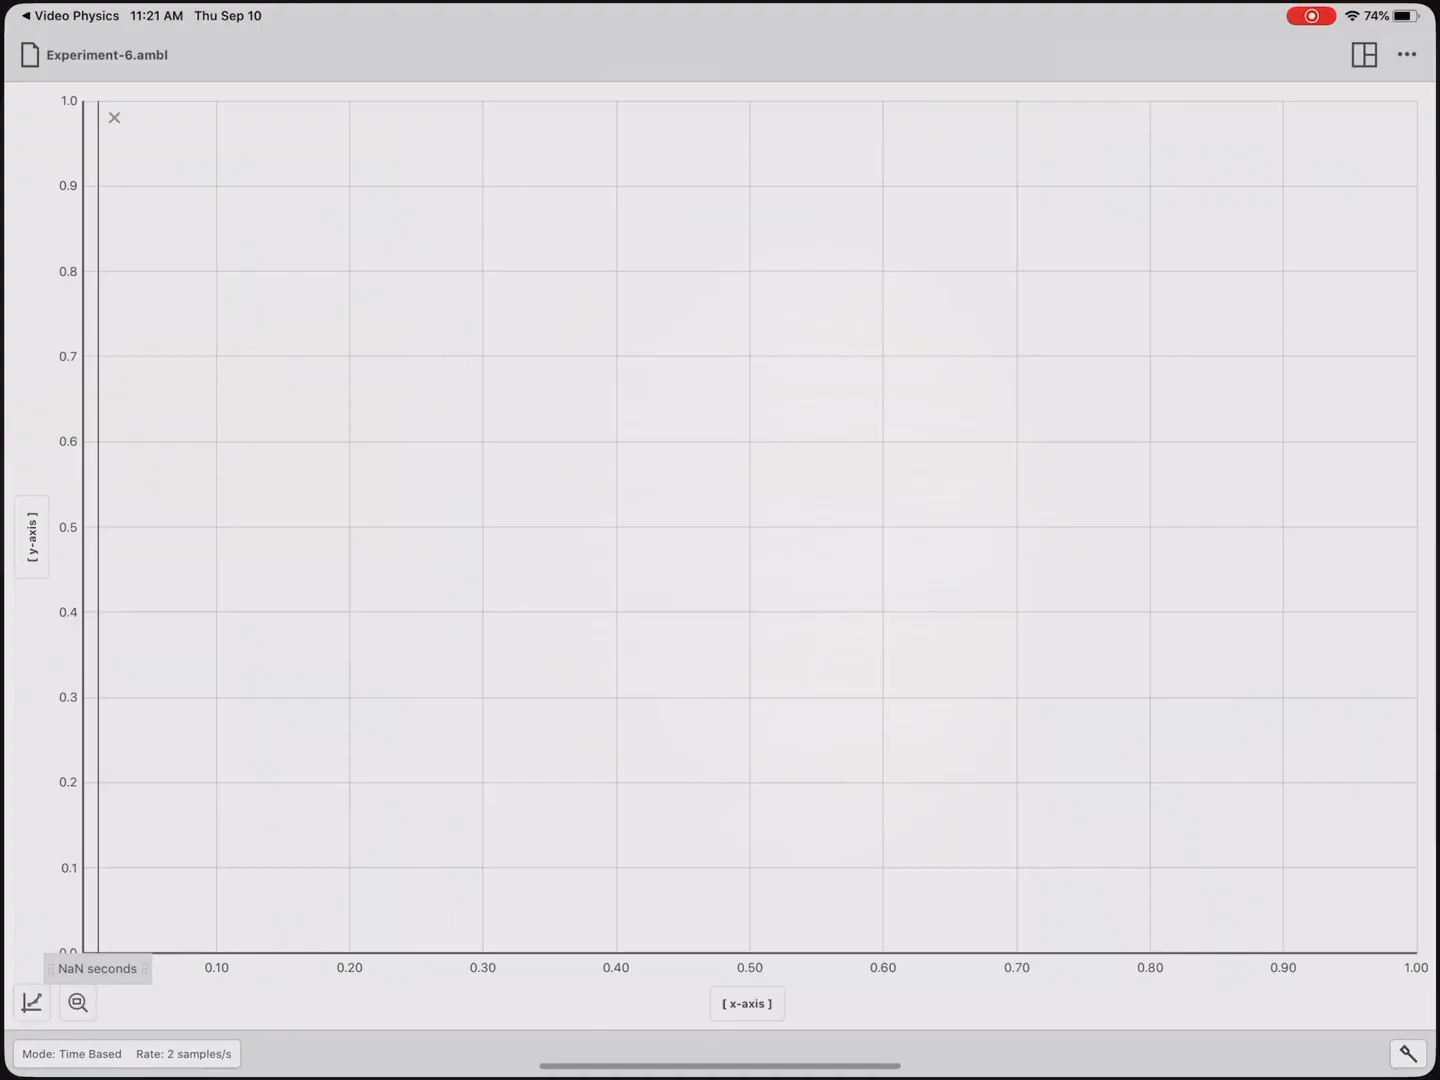 Video Physics 11:21 AM Thu Sep 10
74%
Experiment-6.ambl
1.0
0.9
0.8
0.7
0.6
[ y-axis ]
0.5
0.4
0.3
0.2
0.1
0.0
NaN seconds
0.10 0.20 0.30 0.40 0.50 0.60 0.70 0.80 0.90 1.00
[ x-axis ]
Mode: Time Based Rate: 2 samples/s